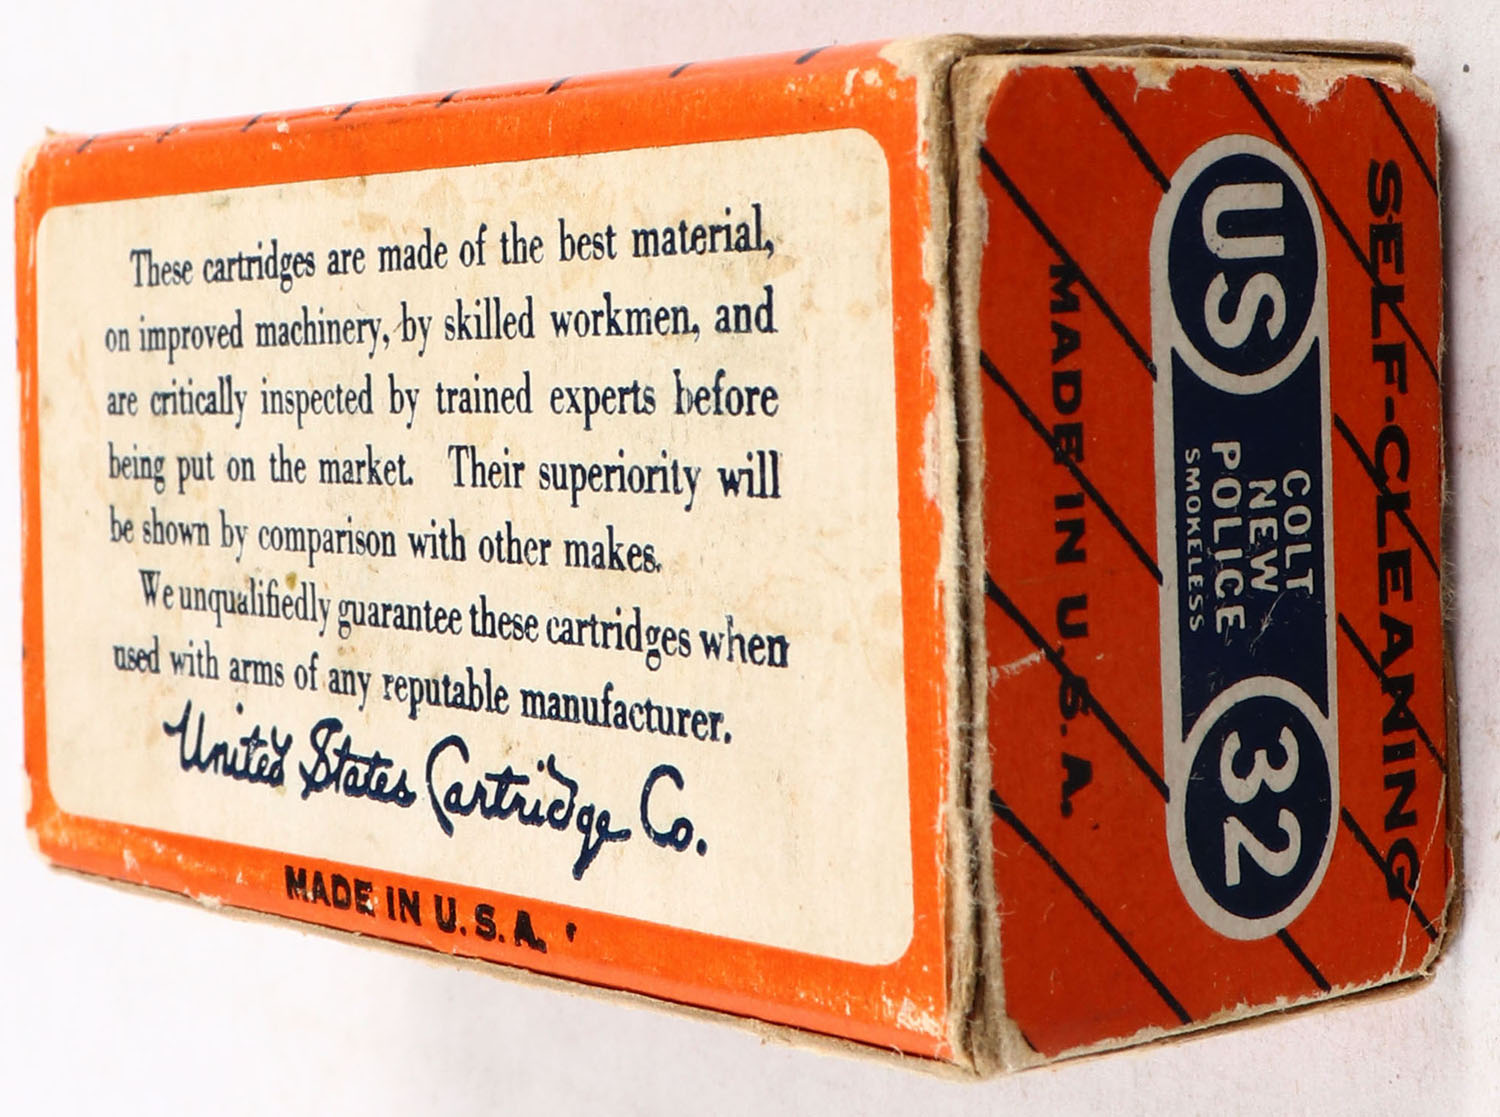 These cartridges are made of the best material,
on improved machinery, by skilled workmen, and
are critically inspected by trained experts before
being put on the market. Their superiority will
be shown by comparison with other makes.
We unqualifiedly guarantee these cartridges when
used with arms of any reputable manufacturer.
United States Cartridge Co.
MADE IN U.S.A.
SELF-CLEANING
US
COLT
NEW
POLICE
SMOKELESS
32
MADE IN U.S.A.